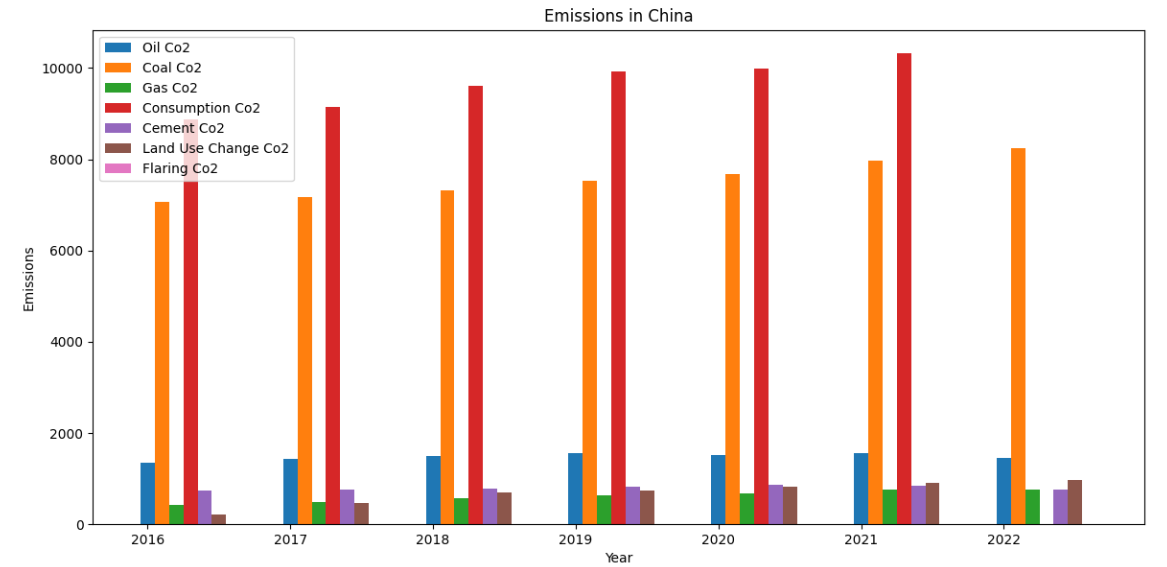 Emissions in China
Oil Co2
Coal Co2
Gas Co2
Consumption Co2
Cement Co2
Land Use Change Co2
Flaring Co2
10000
8000
6000
4000
2000
0
Emissions
2016 2017 2018 2019 2020 2021 2022
Year